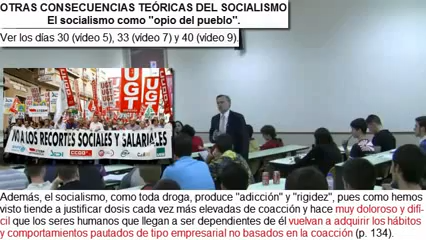 OTRAS CONSECUENCIAS TEÓRICAS DEL SOCIALISMO
El socialismo como "opio del pueblo".
Ver los días 30 (vídeo 5), 33 (vídeo 7) y 40 (vídeo 9).
UGT
UGT
NO A LOS RECORTES SOCIALES Y SALARIALES
Además, el socialismo, como toda droga, produce "adicción" y "rigidez", pues como hemos
visto tiende a justificar dosis cada vez más elevadas de coacción y hace muy doloroso y difí-
cil que los seres humanos que llegan a ser dependientes de él vuelvan a adquirir los hábitos
y comportamientos pautados de tipo empresarial no basados en la coacción (p. 134).